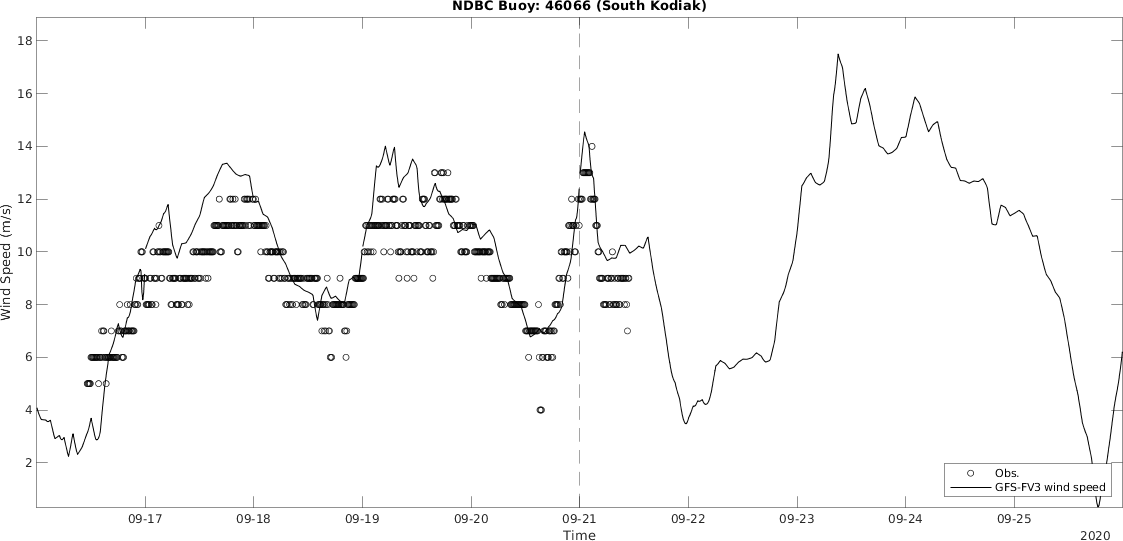 NDBC Buoy: 46066 (South Kodiak)
18
16
14
12
10
8
6
4
2
Wind Speed (m/s)
Obs.
GFS-FV3 wind speed
09-17 09-18 09-19 09-20 09-21 09-22 09-23 09-24 09-25
Time
2020